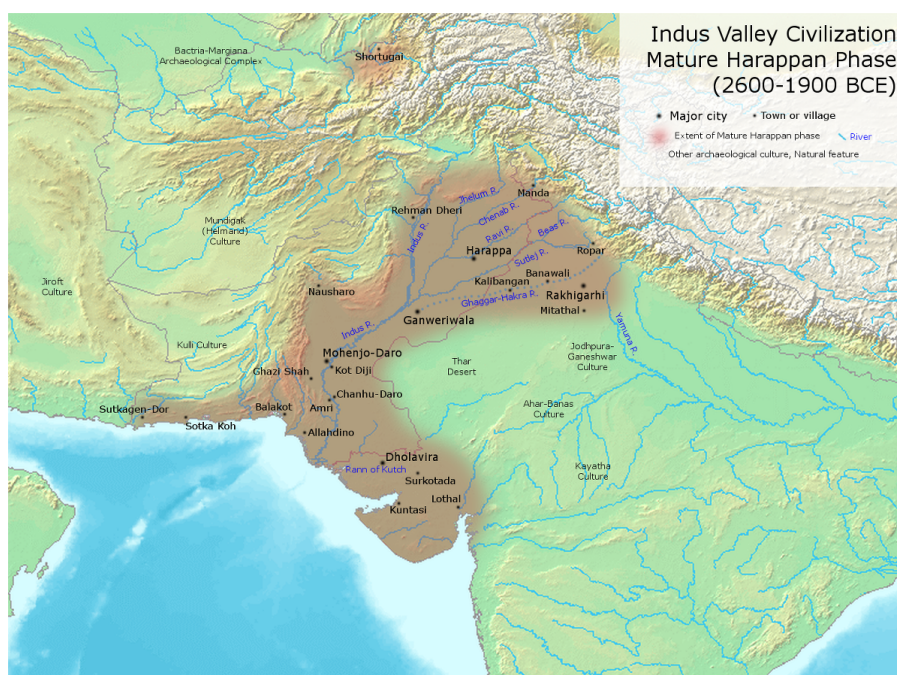 Indus Valley Civilization
Mature Harappan Phase
(2600-1900 BCE)
Major city
Town or village
Extent of Mature Harappan phase
River
Other archaeological culture, Natural feature
Bactria-Margiana
Archaeological Complex
Shortugai
Manda
Jhelum R.
Rehman Dheri
Chenab R.
Mundigak
(Helmand)
Culture
Indus R.
Ravi R.
Beas R.
Harappa
Ropar
Sutlej R.
Banawali
Kalibangan
Jiroft
Culture
Nausharo
Rakhigarhi
Ghaggar-Hakra R.
Mitathal
Ganweriwala
Indus R.
Yamuna R.
Kulli Culture
Mohenjo-Daro
Jodhpura-
Ganeshwar
Culture
Ghazi Shah
Kot Diji
Thar
Desert
Chanhu-Daro
Sutkagen-Dor
Balakot
Amri
Ahar-Banas
Culture
Sotka Koh
Allahdino
Dholavira
Rann of Kutch
Kayatha
Culture
Surkotada
Lothal
Kuntasi